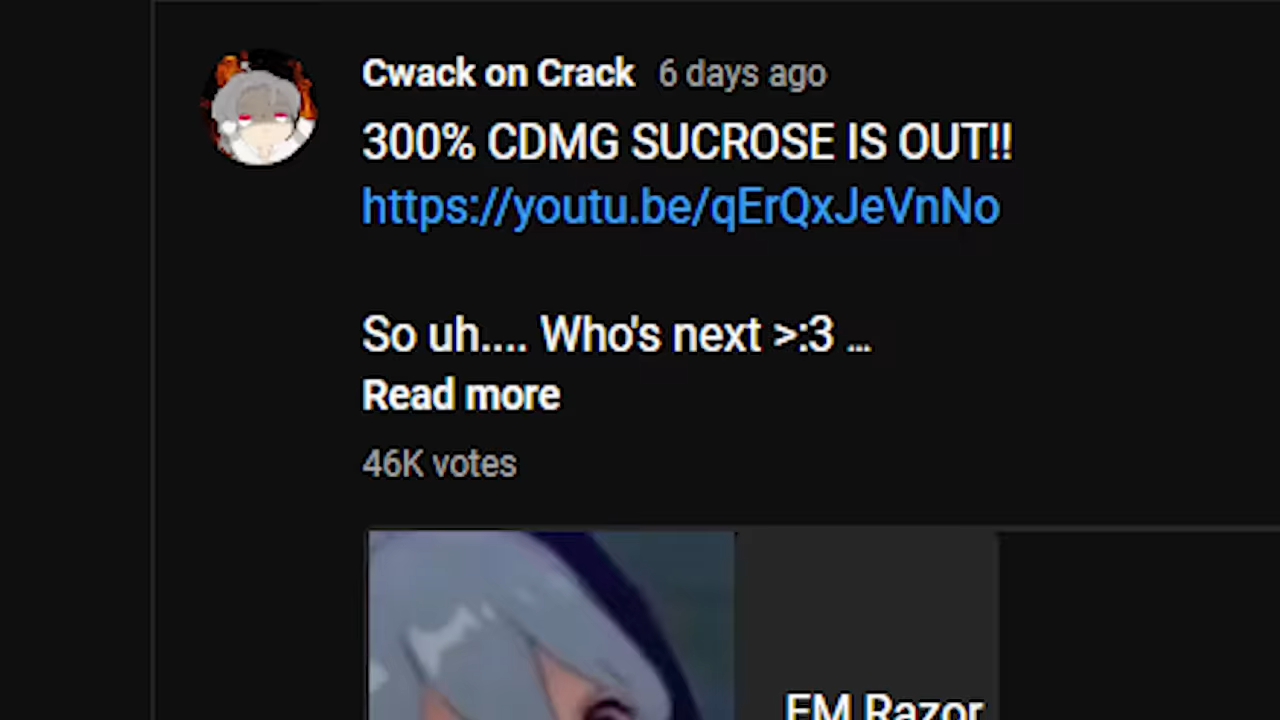 Cwack on Crack 6 days ago
300% CDMG SUCROSE IS OUT!!
https://youtu.be/qErQxJeVnNo
So uh.... Who's next >:3 ...
Read more
46K votes
EM Razor